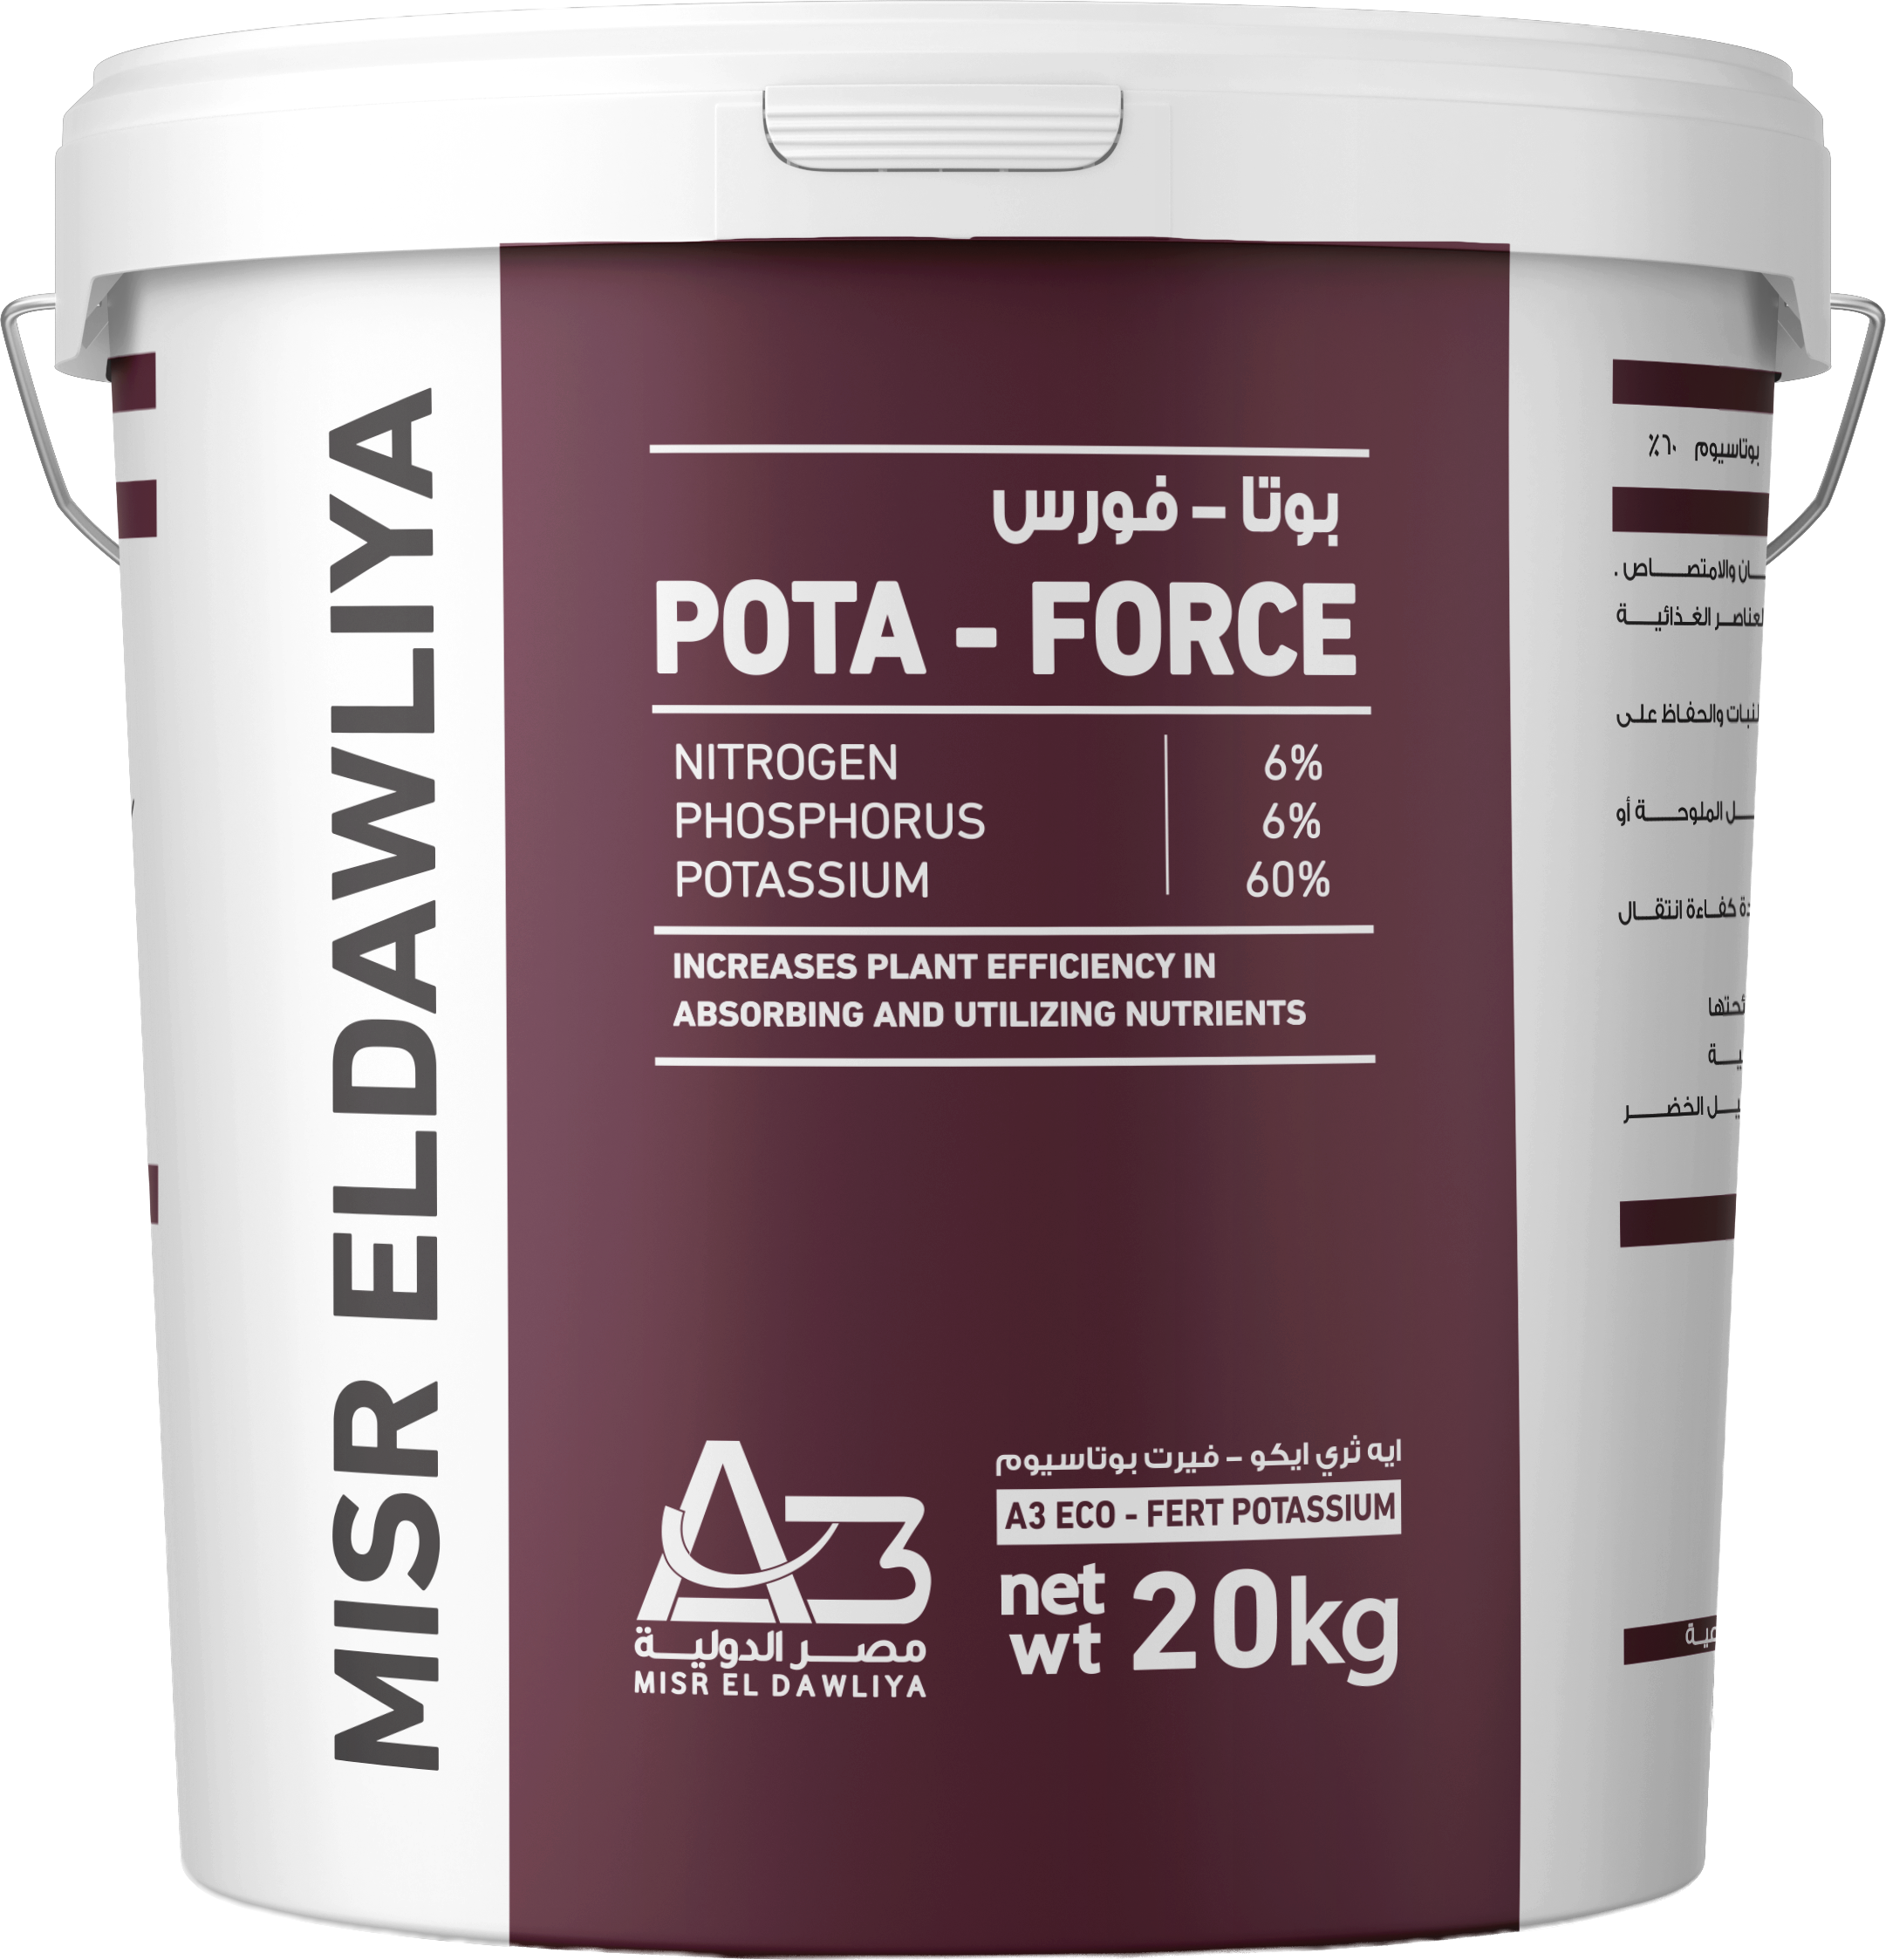 MISR ELDAWLIYA
بوتا - فورس
POTA - FORCE
NITROGEN 6%
PHOSPHORUS 6%
POTASSIUM 60%
INCREASES PLANT EFFICIENCY IN
ABSORBING AND UTILIZING NUTRIENTS
A3
مصر الدولية
MISR EL DAWLIYA
ايه ثري ايكو - فيرت بوتاسيوم
A3 ECO - FERT POTASSIUM
net wt 20kg
بوتاسيوم ٦٠٪
والامتصاص .
الغذائية
والحفاظ على
الملوحة أو
كفاءة انتقال
الخضر